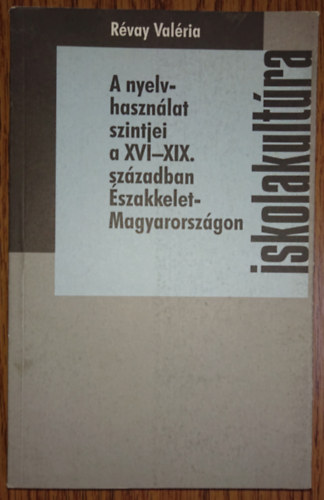 Révay Valéria
A nyelv-
használat
szintjei
a XVI–XIX.
században
Északkelet-
Magyarországon
iskolakultúra